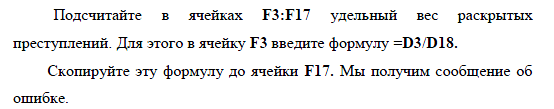 Подсчитайте в ячейках F3:F17 удельный вес раскрытых
преступлений. Для этого в ячейку F3 введите формулу =D3/D18.
Скопируйте эту формулу до ячейки F17. Мы получим сообщение об
ошибке.